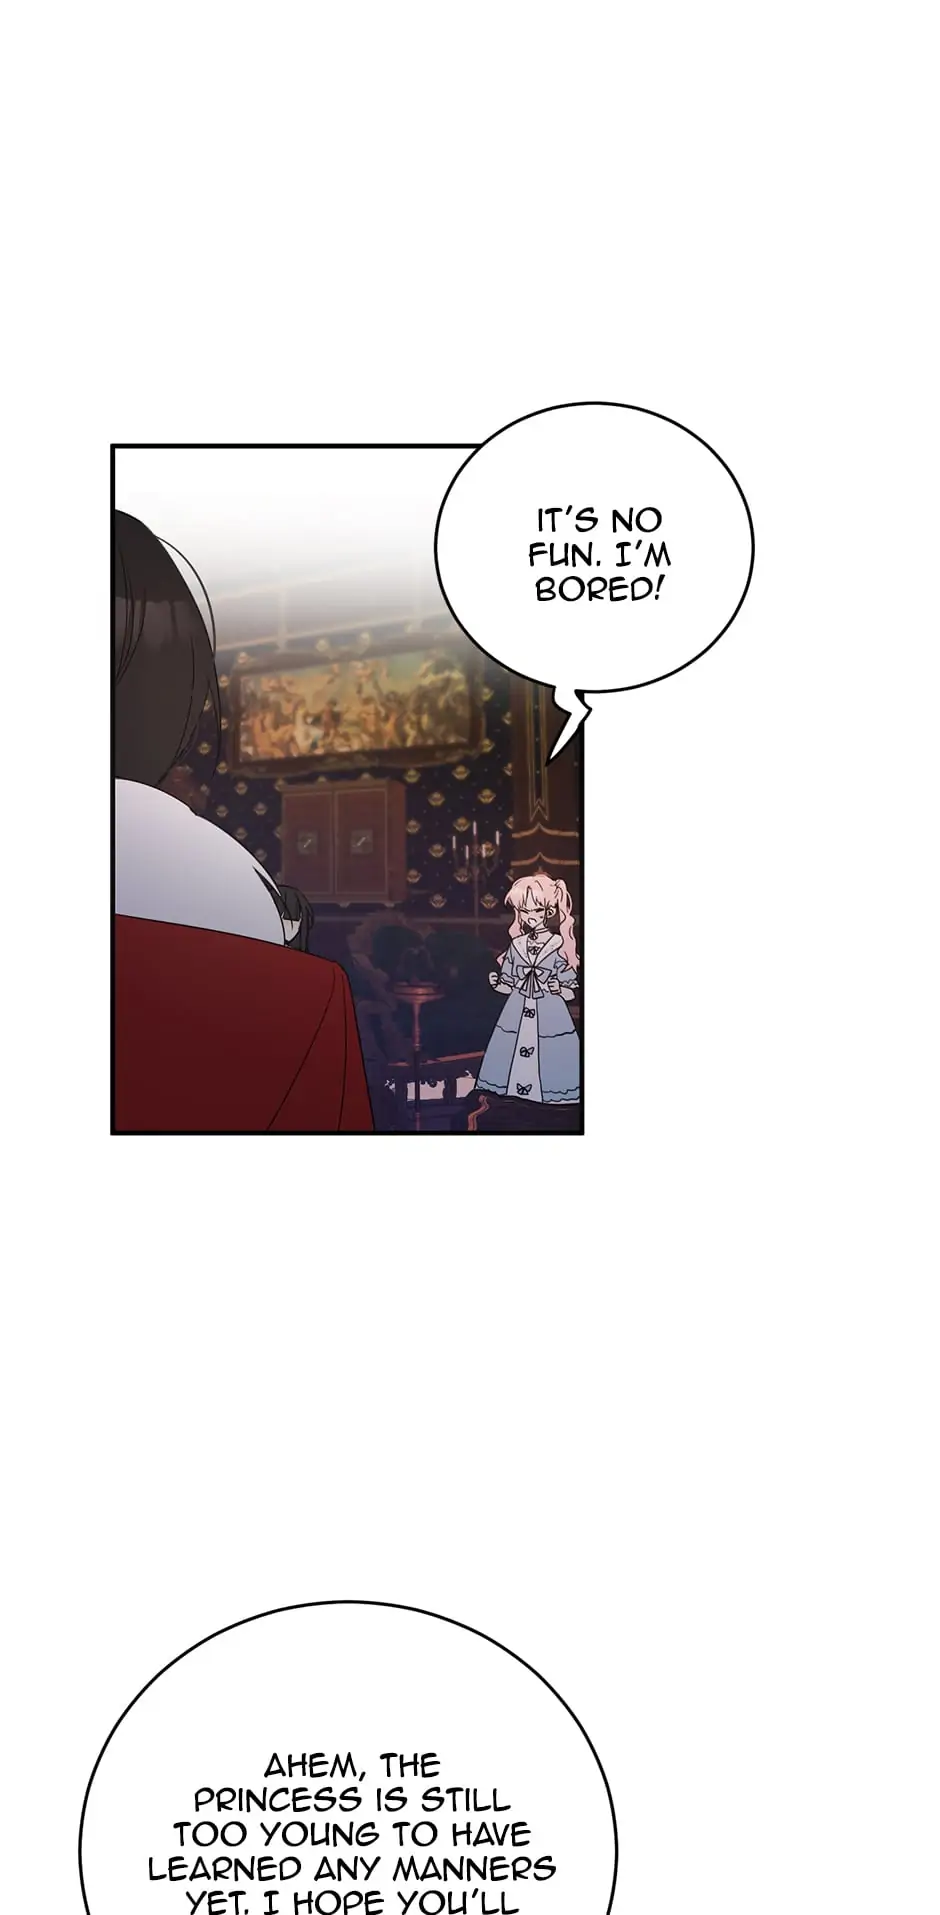 IT'S NO
FUN. I'M
BORED!
AHEM, THE
PRINCESS IS STILL
TOO YOUNG TO HAVE
LEARNED ANY MANNERS
YET. I HOPE YOU'LL